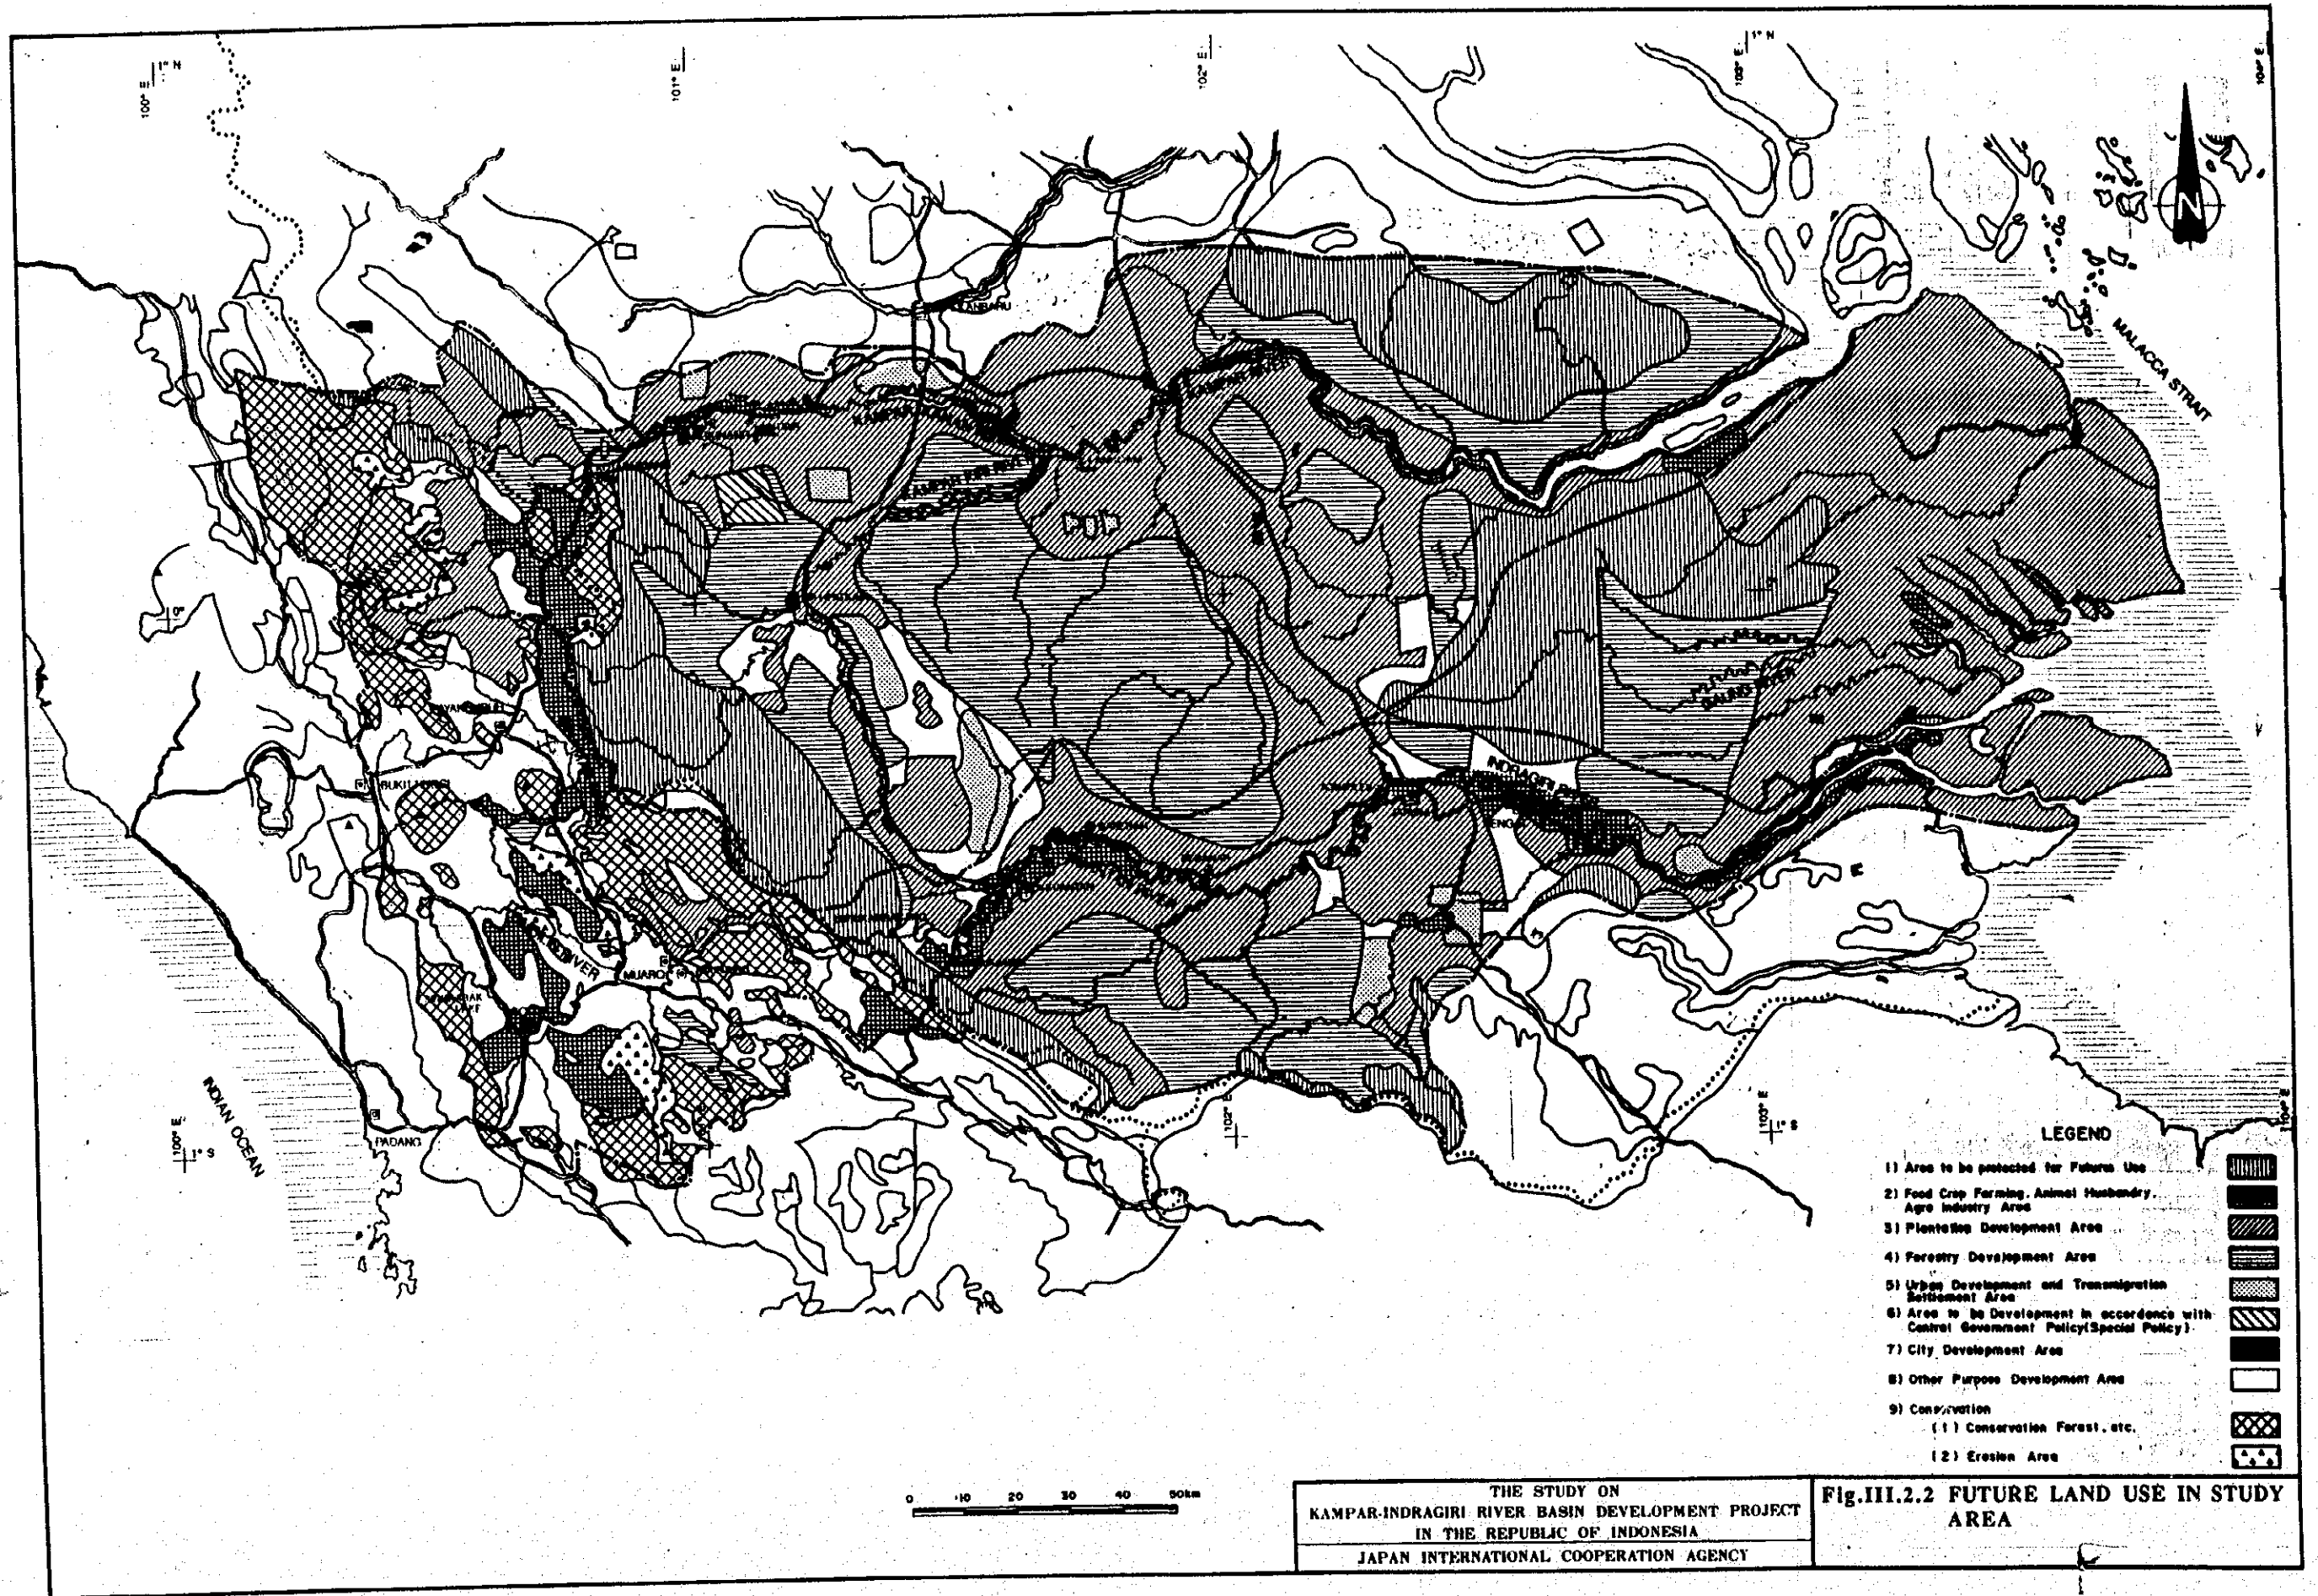 100° E
1° N
101° E
102° E
103° E
1° N
104° E
N
MALACCA STRAIT
KAMPAR RIVER
0°
GAUNG RIVER
INDRAGIRI
MUARO
INDIAN OCEAN
PADANG
100° E
1° S
102° E
103° E
1° S
104° E
LEGEND
1) Area to be protected for Future Use
2) Food Crop Farming, Animal Husbandry,
Agro Industry Area
3) Plantation Development Area
4) Forestry Development Area
5) Urban Development and Transmigration
Settlement Area
6) Area to be Development in accordance with
Central Government Policy(Special Policy)
7) City Development Area
8) Other Purpose Development Area
9) Conservation
(1) Conservation Forest, etc.
(2) Erosion Area
0 10 20 30 40 50km
THE STUDY ON
KAMPAR-INDRAGIRI RIVER BASIN DEVELOPMENT PROJECT
IN THE REPUBLIC OF INDONESIA
JAPAN INTERNATIONAL COOPERATION AGENCY
Fig.III.2.2 FUTURE LAND USE IN STUDY
AREA